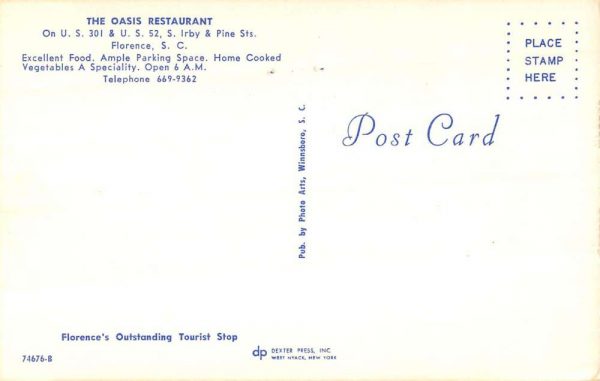 THE OASIS RESTAURANT
On U. S. 301 & U. S. 52, S. Irby & Pine Sts.
Florence, S. C.
Excellent Food. Ample Parking Space. Home Cooked
Vegetables A Speciality. Open 6 A.M.
Telephone 669-9362
PLACE
STAMP
HERE
Post Card
Pub. by Photo Arts, Winnsboro, S. C.
Florence's Outstanding Tourist Stop
74676-B
dp DEXTER PRESS, INC.
WEST NYACK, NEW YORK